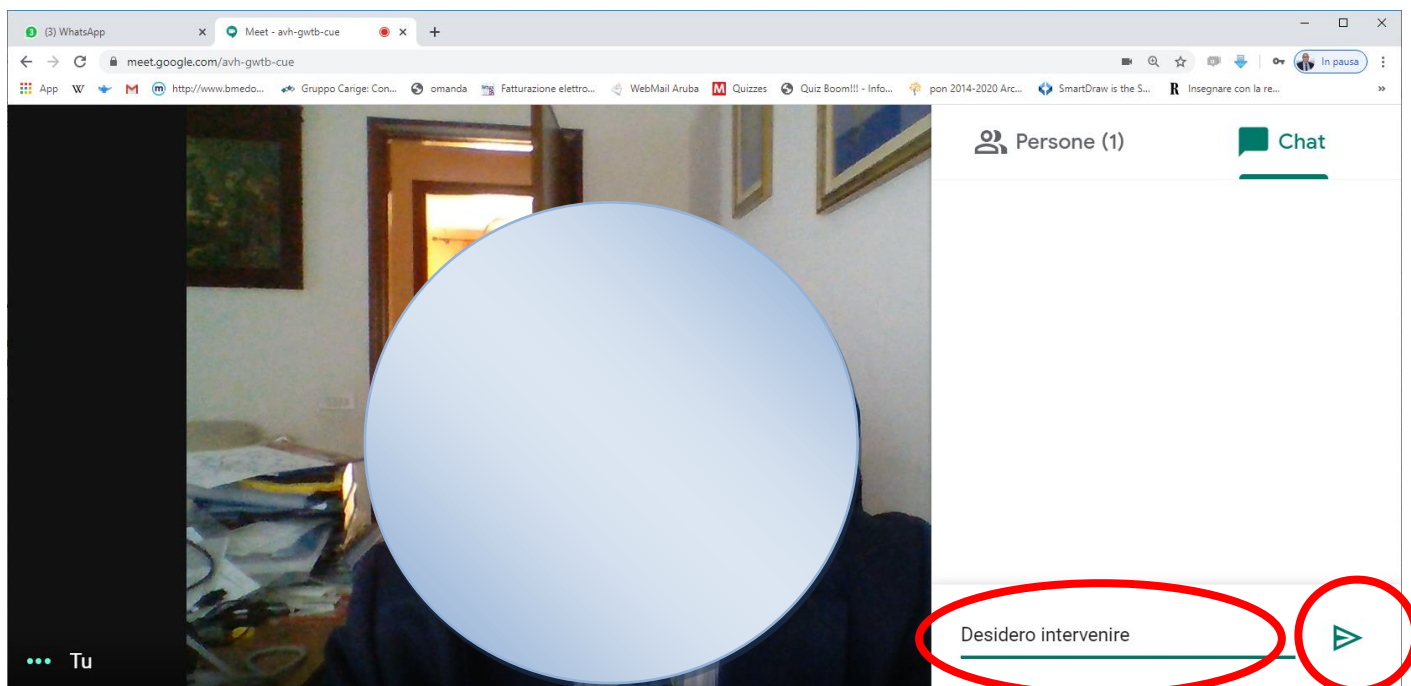 (3) WhatsApp
Meet - avh-gwtb-cue
meet.google.com/avh-gwtb-cue
In pausa
App
http://www.bmedo...
Gruppo Carige: Con...
omanda
Fatturazione elettro...
WebMail Aruba
Quizzes
Quiz Boom!!! - Info...
pon 2014-2020 Arc...
SmartDraw is the S...
Insegnare con la re...
Persone (1)
Chat
Desidero intervenire
Tu